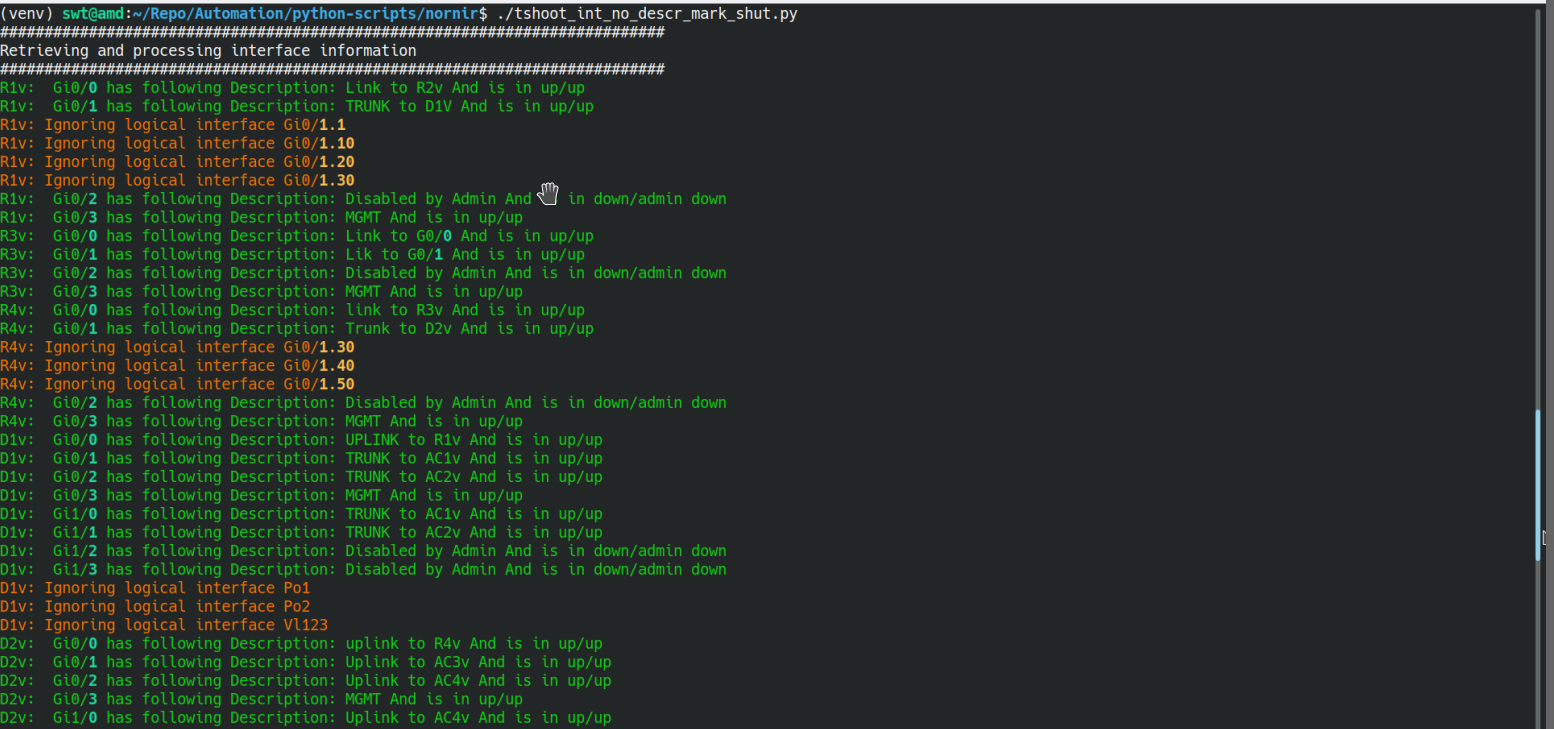 (venv) swt@amd:~/Repo/Automation/python-scripts/nornir$ ./tshoot_int_no_descr_mark_shut.py
###########################################################################
Retrieving and processing interface information
###########################################################################
R1v:  Gi0/0 has following Description: Link to R2v And is in up/up
R1v:  Gi0/1 has following Description: TRUNK to D1V And is in up/up
R1v: Ignoring logical interface Gi0/1.1
R1v: Ignoring logical interface Gi0/1.10
R1v: Ignoring logical interface Gi0/1.20
R1v: Ignoring logical interface Gi0/1.30
R1v:  Gi0/2 has following Description: Disabled by Admin And in down/admin down
R1v:  Gi0/3 has following Description: MGMT And is in up/up
R3v:  Gi0/0 has following Description: Link to G0/0 And is in up/up
R3v:  Gi0/1 has following Description: Lik to G0/1 And is in up/up
R3v:  Gi0/2 has following Description: Disabled by Admin And is in down/admin down
R3v:  Gi0/3 has following Description: MGMT And is in up/up
R4v:  Gi0/0 has following Description: link to R3v And is in up/up
R4v:  Gi0/1 has following Description: Trunk to D2v And is in up/up
R4v: Ignoring logical interface Gi0/1.30
R4v: Ignoring logical interface Gi0/1.40
R4v: Ignoring logical interface Gi0/1.50
R4v:  Gi0/2 has following Description: Disabled by Admin And is in down/admin down
R4v:  Gi0/3 has following Description: MGMT And is in up/up
D1v:  Gi0/0 has following Description: UPLINK to R1v And is in up/up
D1v:  Gi0/1 has following Description: TRUNK to AC1v And is in up/up
D1v:  Gi0/2 has following Description: TRUNK to AC2v And is in up/up
D1v:  Gi0/3 has following Description: MGMT And is in up/up
D1v:  Gi1/0 has following Description: TRUNK to AC1v And is in up/up
D1v:  Gi1/1 has following Description: TRUNK to AC2v And is in up/up
D1v:  Gi1/2 has following Description: Disabled by Admin And is in down/admin down
D1v:  Gi1/3 has following Description: Disabled by Admin And is in down/admin down
D1v: Ignoring logical interface Po1
D1v: Ignoring logical interface Po2
D1v: Ignoring logical interface Vl123
D2v:  Gi0/0 has following Description: uplink to R4v And is in up/up
D2v:  Gi0/1 has following Description: Uplink to AC3v And is in up/up
D2v:  Gi0/2 has following Description: Uplink to AC4v And is in up/up
D2v:  Gi0/3 has following Description: MGMT And is in up/up
D2v:  Gi1/0 has following Description: Uplink to AC4v And is in up/up